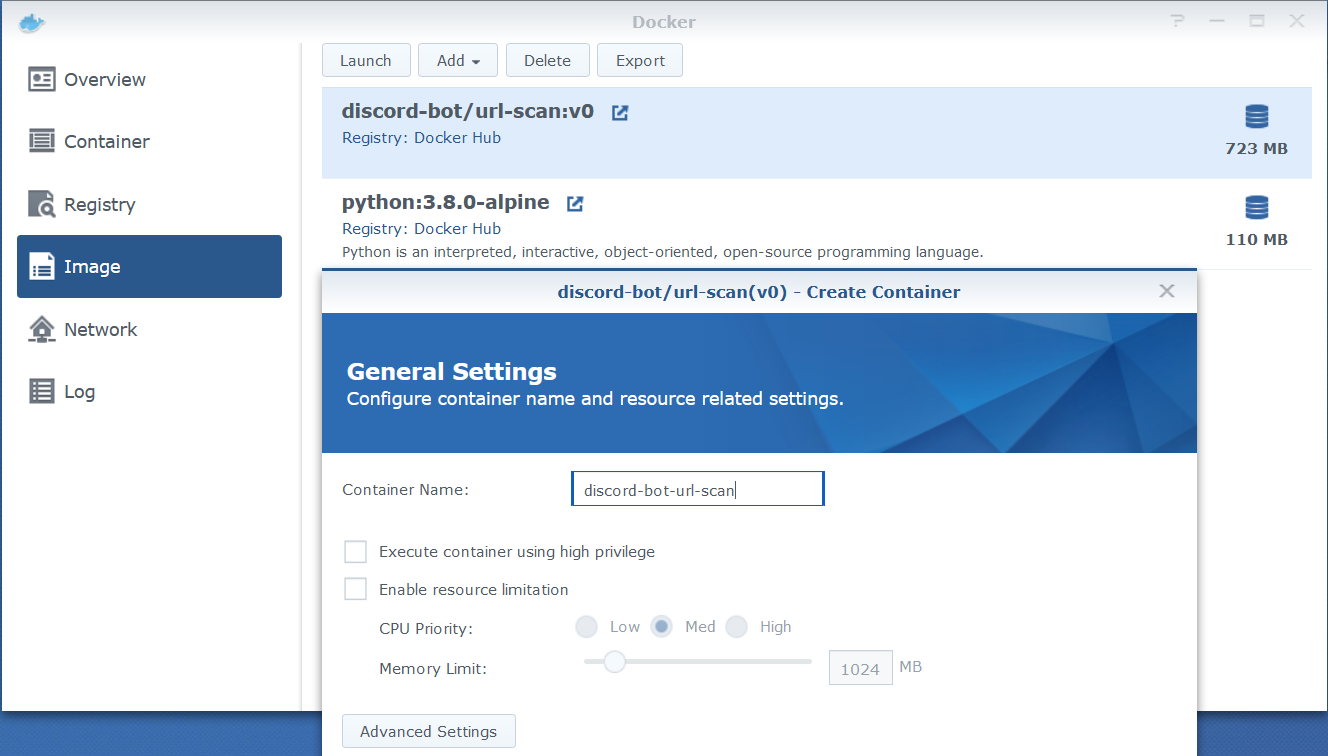 Docker
Overview
Container
Registry
Image
Network
Log
Launch
Add
Delete
Export
discord-bot/url-scan:v0
Registry: Docker Hub
723 MB
python:3.8.0-alpine
Registry: Docker Hub
Python is an interpreted, interactive, object-oriented, open-source programming language.
110 MB
discord-bot/url-scan(v0) - Create Container
General Settings
Configure container name and resource related settings.
Container Name: discord-bot-url-scan
Execute container using high privilege
Enable resource limitation
CPU Priority: Low Med High
Memory Limit: 1024 MB
Advanced Settings